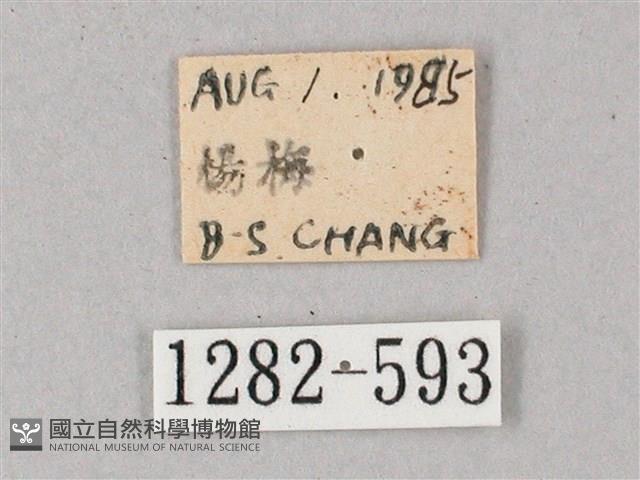 AUG 1. 1985
楊梅
B-S. CHANG
1282-593
國立自然科學博物館
NATIONAL MUSEUM OF NATURAL SCIENCE